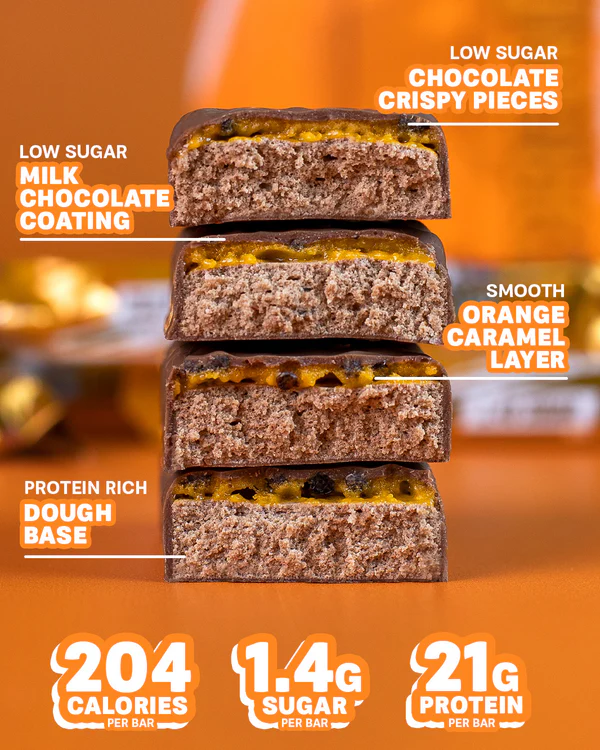 LOW SUGAR
CHOCOLATE
CRISPY PIECES
LOW SUGAR
MILK
CHOCOLATE
COATING
SMOOTH
ORANGE
CARAMEL
LAYER
PROTEIN RICH
DOUGH
BASE
204
CALORIES
PER BAR
1.4G
SUGAR
PER BAR
21G
PROTEIN
PER BAR